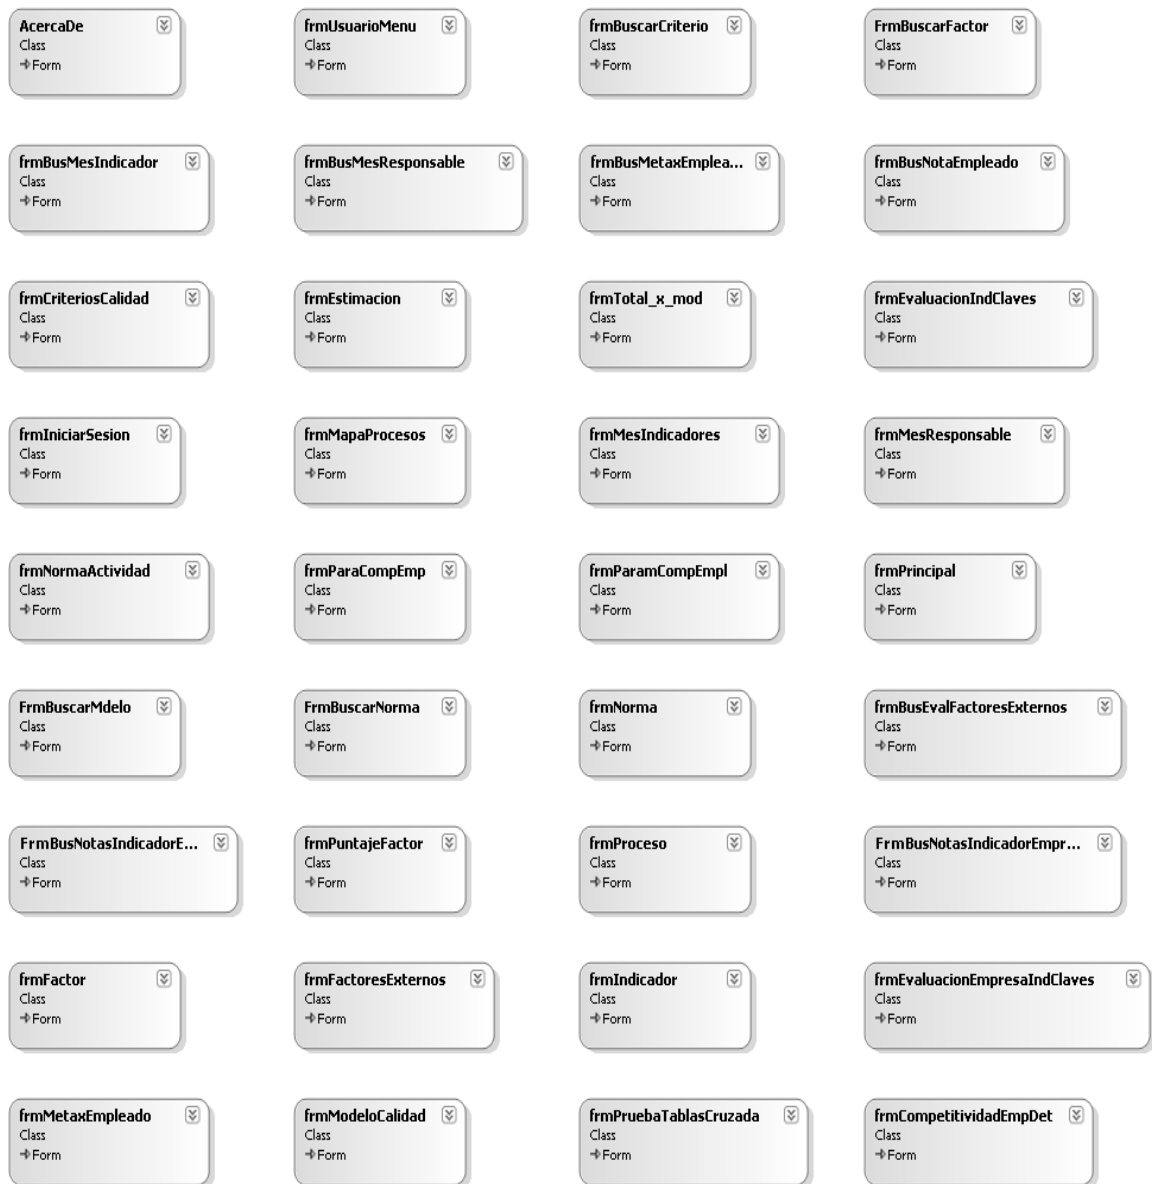 AcercaDe
Class
Form
frmUsuarioMenu
Class
Form
frmBuscarCriterio
Class
Form
FrmBuscarFactor
Class
Form
frmBusMesIndicador
Class
Form
frmBusMesResponsable
Class
Form
frmBusMetaxEmplea...
Class
Form
frmBusNotaEmpleado
Class
Form
frmCriteriosCalidad
Class
Form
frmEstimacion
Class
Form
frmTotal_x_mod
Class
Form
frmEvaluacionIndClaves
Class
Form
frmIniciarSesion
Class
Form
frmMapaProcesos
Class
Form
frmMesIndicadores
Class
Form
frmMesResponsable
Class
Form
frmNormaActividad
Class
Form
frmParaCompEmp
Class
Form
frmParamCompEmpl
Class
Form
frmPrincipal
Class
Form
FrmBuscarMdelo
Class
Form
FrmBuscarNorma
Class
Form
frmNorma
Class
Form
frmBusEvalFactoresExternos
Class
Form
FrmBusNotasIndicadorE...
Class
Form
frmPuntajeFactor
Class
Form
frmProceso
Class
Form
FrmBusNotasIndicadorEmpr...
Class
Form
frmFactor
Class
Form
frmFactoresExternos
Class
Form
frmIndicador
Class
Form
frmEvaluacionEmpresaIndClaves
Class
Form
frmMetaxEmpleado
Class
Form
frmModeloCalidad
Class
Form
frmPruebaTablasCruzada
Class
Form
frmCompetitividadEmpDet
Class
Form